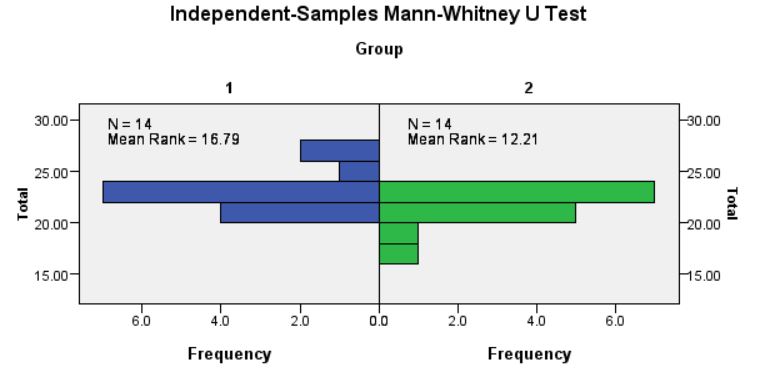 Independent-Samples Mann-Whitney U Test
Group
1 2
N = 14
Mean Rank = 16.79
N = 14
Mean Rank = 12.21
30.00
25.00
20.00
15.00
Total
30.00
25.00
20.00
15.00
Total
6.0 4.0 2.0 0.0 2.0 4.0 6.0
Frequency Frequency